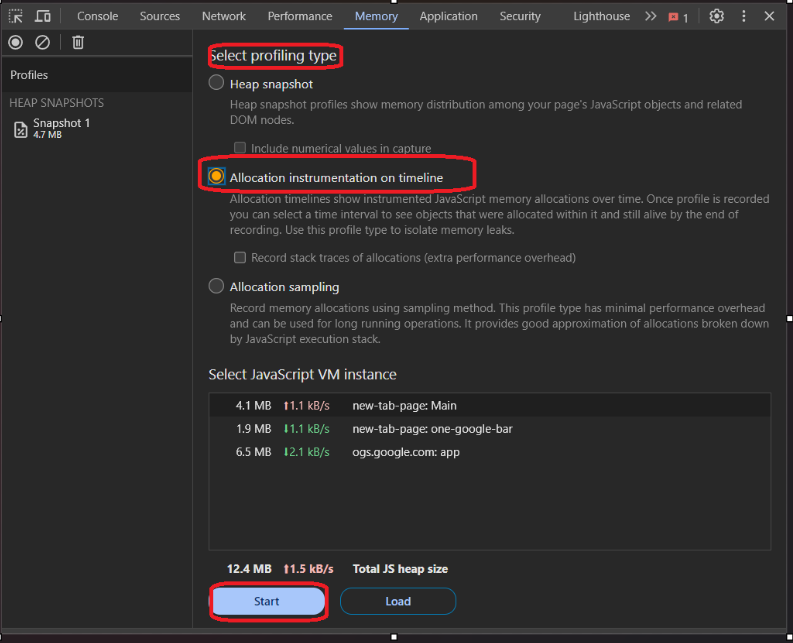 Console Sources Network Performance Memory Application Security Lighthouse 1
Profiles
HEAP SNAPSHOTS
Snapshot 1
4.7 MB
Select profiling type
Heap snapshot
Heap snapshot profiles show memory distribution among your page's JavaScript objects and related
DOM nodes.
Include numerical values in capture
Allocation instrumentation on timeline
Allocation timelines show instrumented JavaScript memory allocations over time. Once profile is recorded
you can select a time interval to see objects that were allocated within it and still alive by the end of
recording. Use this profile type to isolate memory leaks.
Record stack traces of allocations (extra performance overhead)
Allocation sampling
Record memory allocations using sampling method. This profile type has minimal performance overhead
and can be used for long running operations. It provides good approximation of allocations broken down
by JavaScript execution stack.
Select JavaScript VM instance
4.1 MB ⬆1.1 kB/s new-tab-page: Main
1.9 MB ⬇1.1 kB/s new-tab-page: one-google-bar
6.5 MB ⬇2.1 kB/s ogs.google.com: app
12.4 MB ⬆1.5 kB/s Total JS heap size
Start Load